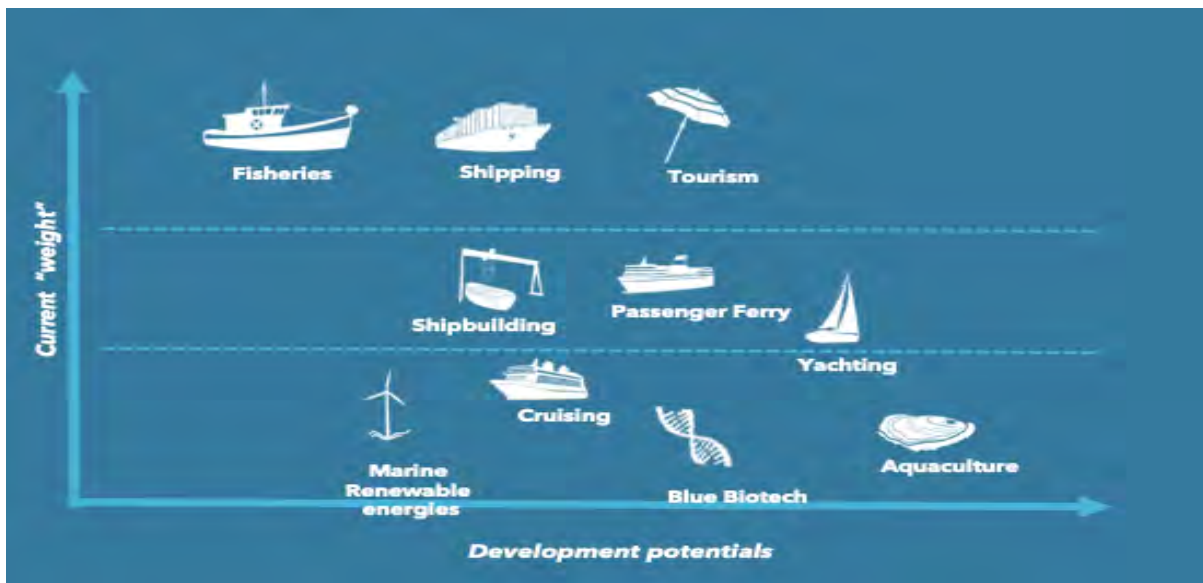 Fisheries
Shipping
Tourism
Current "weight"
Shipbuilding
Passenger Ferry
Yachting
Cruising
Marine
Renewable
energies
Blue Biotech
Aquaculture
Development potentials